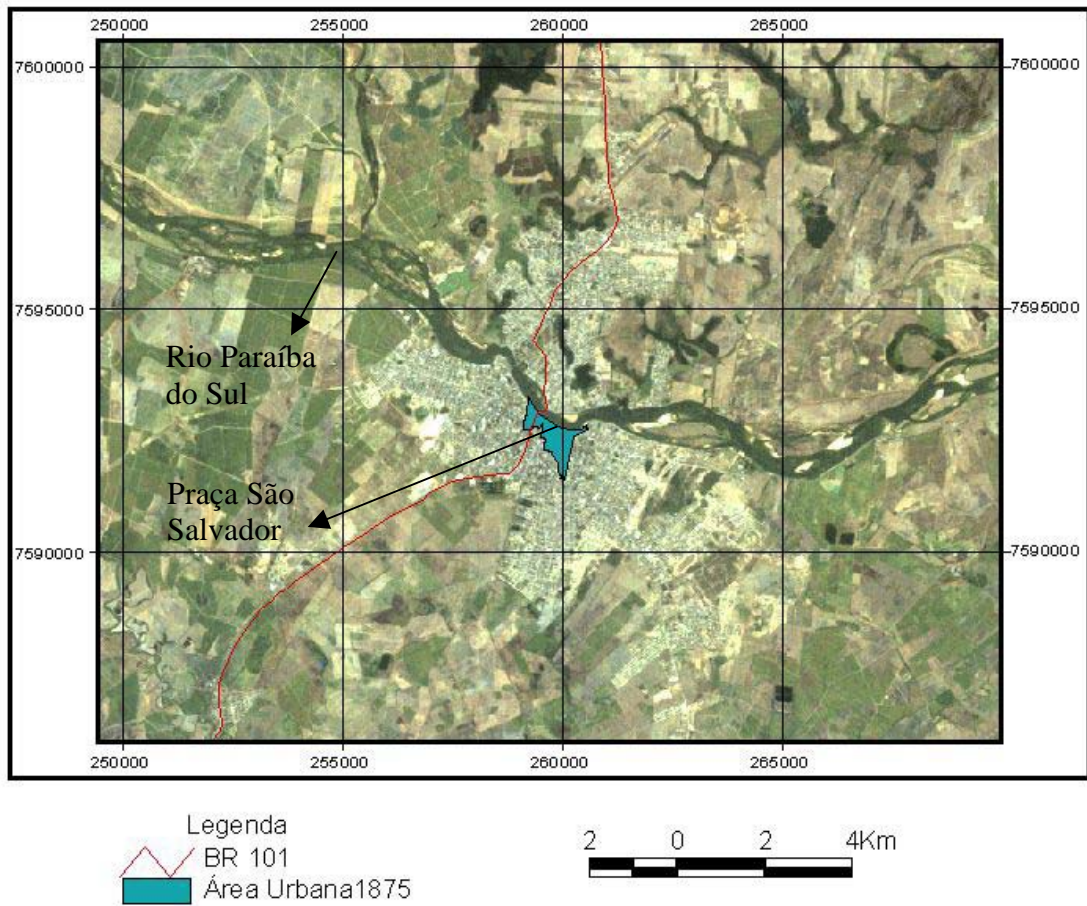 250000 255000 260000 265000
7600000 7600000
7595000 7595000
Rio Paraíba
do Sul
Praça São
Salvador
7590000 7590000
250000 255000 260000 265000
Legenda
BR 101
Área Urbana1875
2 0 2 4Km